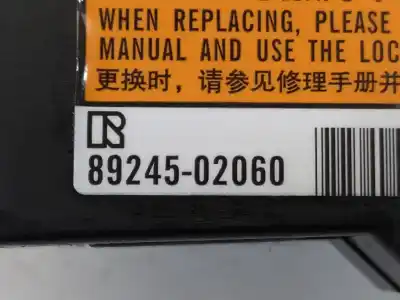 WHEN REPLACING, PLEASE
MANUAL AND USE THE LOC
更换时，请参见修理手册并
89245-02060